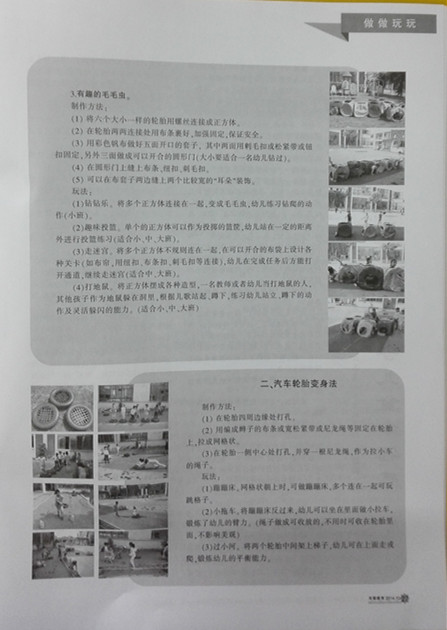 做做玩玩
3.有趣的毛毛虫。
制作方法：
(1) 将六个大小一样的轮胎用螺丝连接成正方体。
(2) 在轮胎两两连接处用布条裹好,加强固定,保证安全。
(3) 用彩色帆布做好五面开口的套子，其中两面用刺毛扣或松紧带或钮
扣固定,另外三面做成可以开合的圆形门(大小要适合一名幼儿钻过)。
(4) 在圆形门上缝上布条、纽扣、刺毛扣。
(5) 可以在布套子两边缝上两个比较宽的“耳朵”装饰。
玩法：
(1)钻钻乐、将多个正方体连接在一起,变成毛毛虫,幼儿练习钻爬的动
作(小班)。
(2)趣味投篮。单个的正方体可以作为投掷的篮筐,幼儿站在一定的距离
外进行投篮练习(适合小、中、大班)。
(3)走迷宫。将多个正方体不规则连在一起,在可以开合的布袋上设计各
种关卡(如布帘,用纽扣、布条扣、刺毛扣等连接),幼儿在完成任务后方能打
开通道,继续走迷宫(适合中、大班)。
(4)打地鼠。将正方体摆成各种造型,一名教师或者幼儿当打地鼠的人,
其他孩子作为地鼠躲在洞里,根据儿歌站起、蹲下,练习幼儿站立、蹲下的动
作及灵活躲闪的能力。(适合小、中、大班)
二、汽车轮胎变身法
制作方法：
(1) 在轮胎四周边缘处打孔。
(2) 用编成辫子的布条或宽松紧带或尼龙绳等固定在轮胎
上,拉成网格状。
(3)在轮胎一侧中心处打孔,并穿一根尼龙绳,作为拉小车
的绳子。
玩法：
(1)蹦蹦床。网格状朝上时,可做蹦蹦床,多个连在一起可玩
跳格子。
(2)小拖车。将蹦蹦床反过来,幼儿可以坐在里面做小拉车、
锻炼了幼儿的臂力。(绳子做成可收放的,不用时可收在轮胎里
面,不影响美观)
(3)过小河。将两个轮胎中间架上梯子,幼儿可在上面走或
爬,锻炼幼儿的平衡能力。